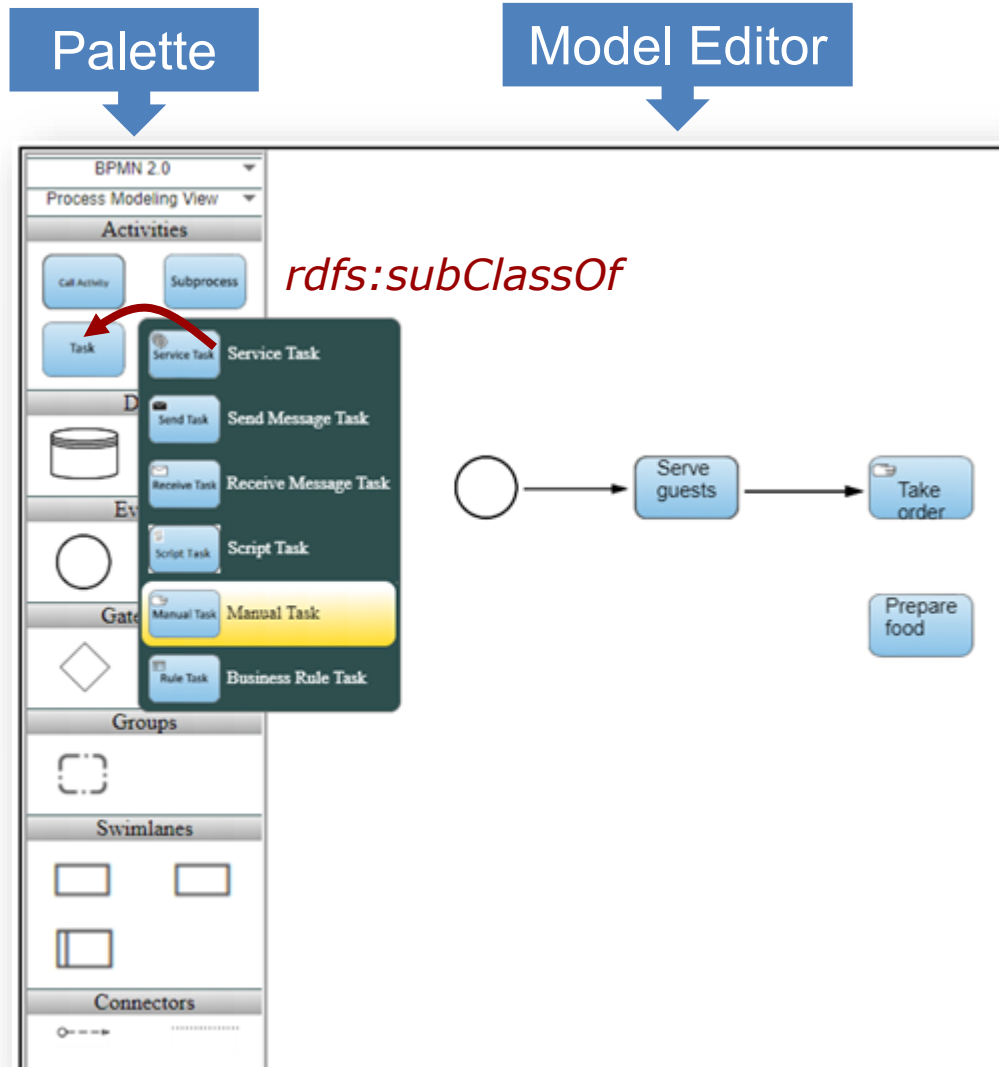 Palette
Model Editor
BPMN 2.0
Process Modeling View
Activities
Call Activity
Subprocess
rdfs:subClassOf
Task
Service Task
Service Task
D
Send Task
Send Message Task
Receive Task
Receive Message Task
Ev
Script Task
Script Task
Gate
Manual Task
Manual Task
Rule Task
Business Rule Task
Groups
Swimlanes
Connectors
Serve
guests
Take
order
Prepare
food